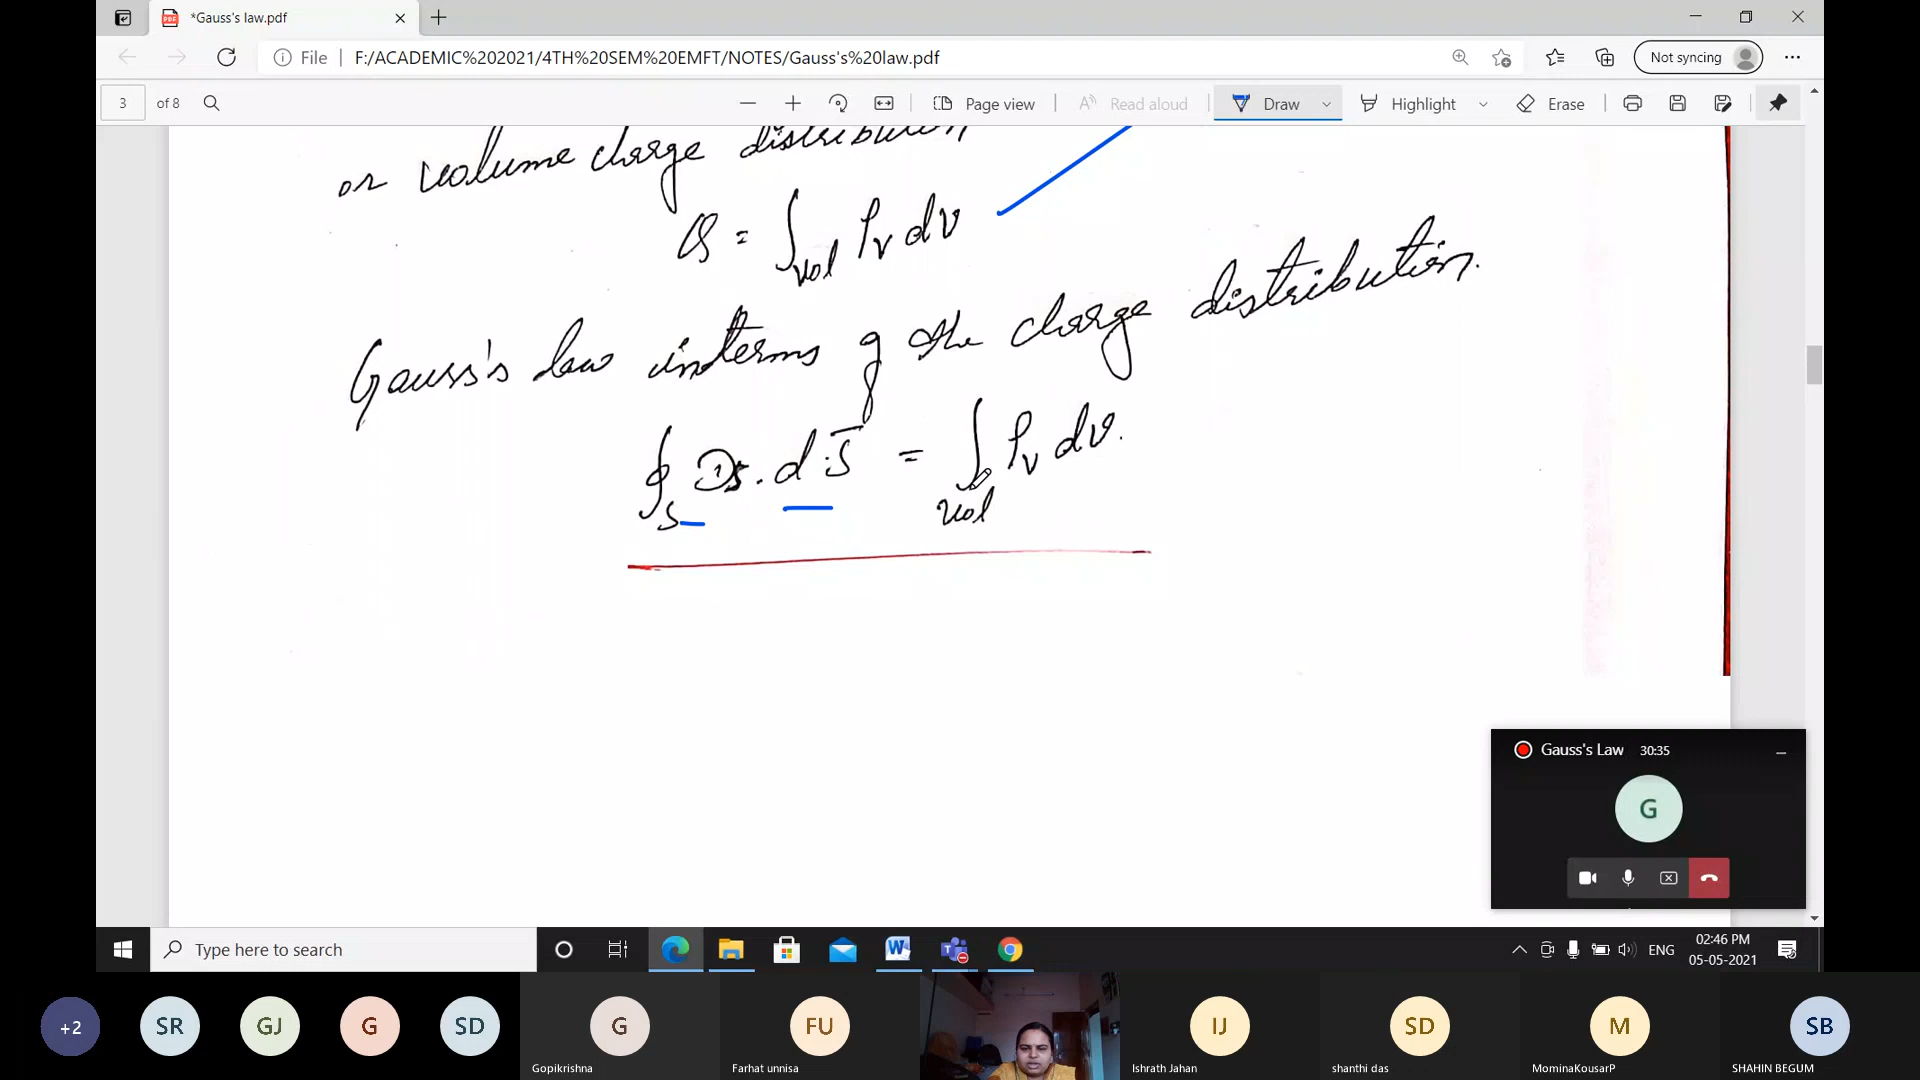 *Gauss's law.pdf
File F:/ACADEMIC%202021/4TH%20SEM%20EMFT/NOTES/Gauss's%20law.pdf Not syncing
3 of 8 Page view Read aloud Draw Highlight Erase
or volume charge distribution
Q = ∫vol ρv dv
Gauss's law interms of the charge distribution.
∮S Ds . d S̅ = ∫vol ρv dv.
Gauss's Law 30:35
G
Type here to search
ENG
02:46 PM
05-05-2021
+2 SR GJ G SD G FU IJ SD M SB
Gopikrishna Farhat unnisa Ishrath Jahan shanthi das MominaKousarP SHAHIN BEGUM